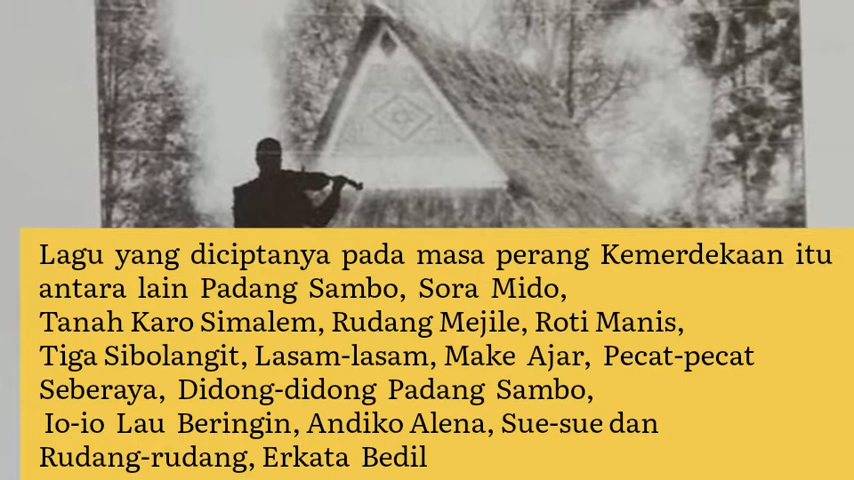 Lagu yang diciptanya pada masa perang Kemerdekaan itu
antara lain Padang Sambo, Sora Mido,
Tanah Karo Simalem, Rudang Mejile, Roti Manis,
Tiga Sibolangit, Lasam-lasam, Make Ajar, Pecat-pecat
Seberaya, Didong-didong Padang Sambo,
Io-io Lau Beringin, Andiko Alena, Sue-sue dan
Rudang-rudang, Erkata Bedil